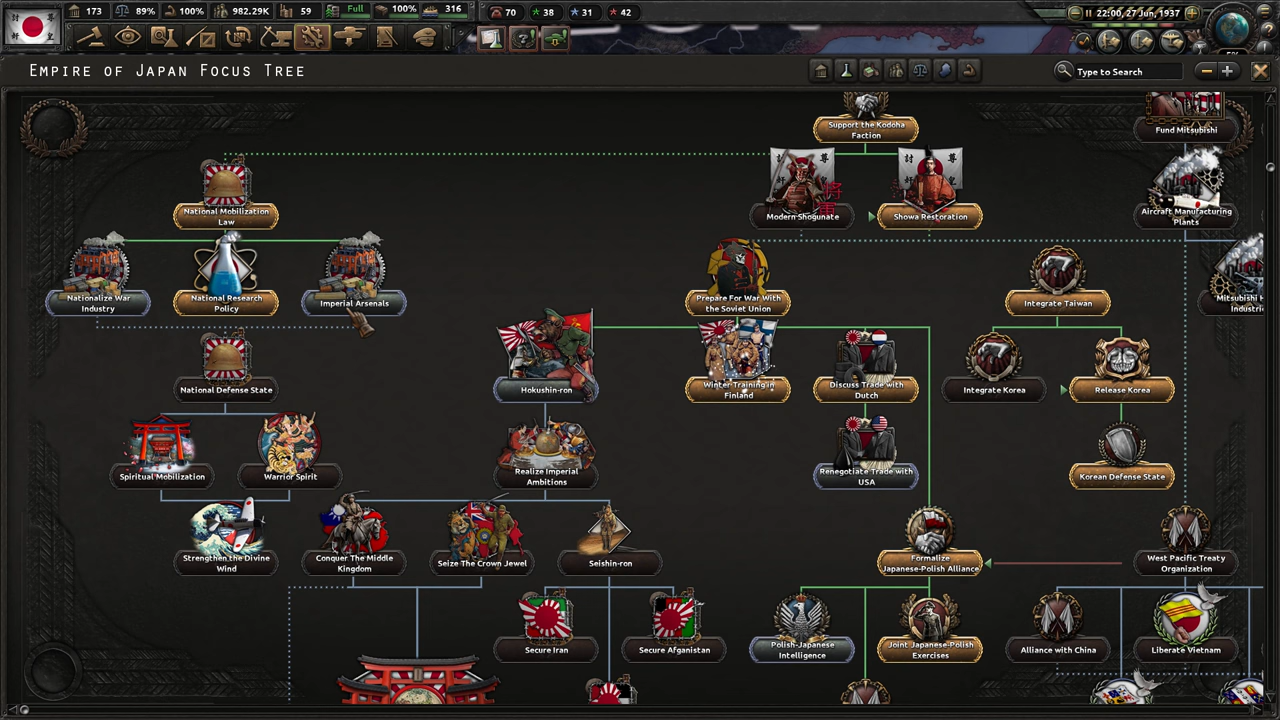 173
89%
100%
982.29K
59
Full
100%
316
70
38
31
42
22:00, 27 Jun, 1937
Empire of Japan Focus Tree
Type to Search
Support the Kodoha
Faction
Fund Mitsubishi
National Mobilization
Law
Modern Shogunate
Showa Restoration
Aircraft Manufacturing
Plants
Nationalize War
Industry
National Research
Policy
Imperial Arsenals
Prepare For War With
the Soviet Union
Integrate Taiwan
Mitsubishi H
Industri
National Defense State
Hokushin-ron
Winter Training in
Finland
Discuss Trade with
Dutch
Integrate Korea
Release Korea
Spiritual Mobilization
Warrior Spirit
Realize Imperial
Ambitions
Renegotiate Trade with
USA
Korean Defense State
Strengthen the Divine
Wind
Conquer The Middle
Kingdom
Seize The Crown Jewel
Seishin-ron
Formalize
Japanese-Polish Alliance
West Pacific Treaty
Organization
Secure Iran
Secure Afganistan
Polish-Japanese
Intelligence
Joint Japanese-Polish
Exercises
Alliance with China
Liberate Vietnam